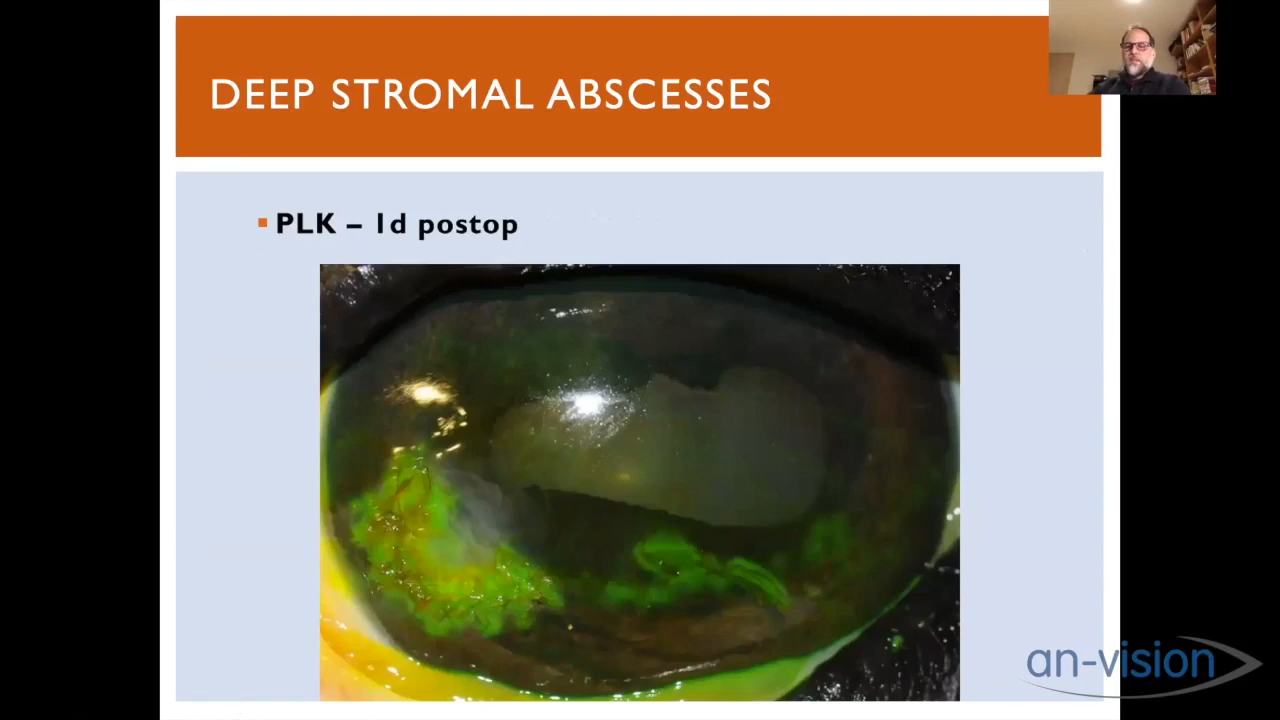 DEEP STROMAL ABSCESSES
PLK – 1d postop
an-vision